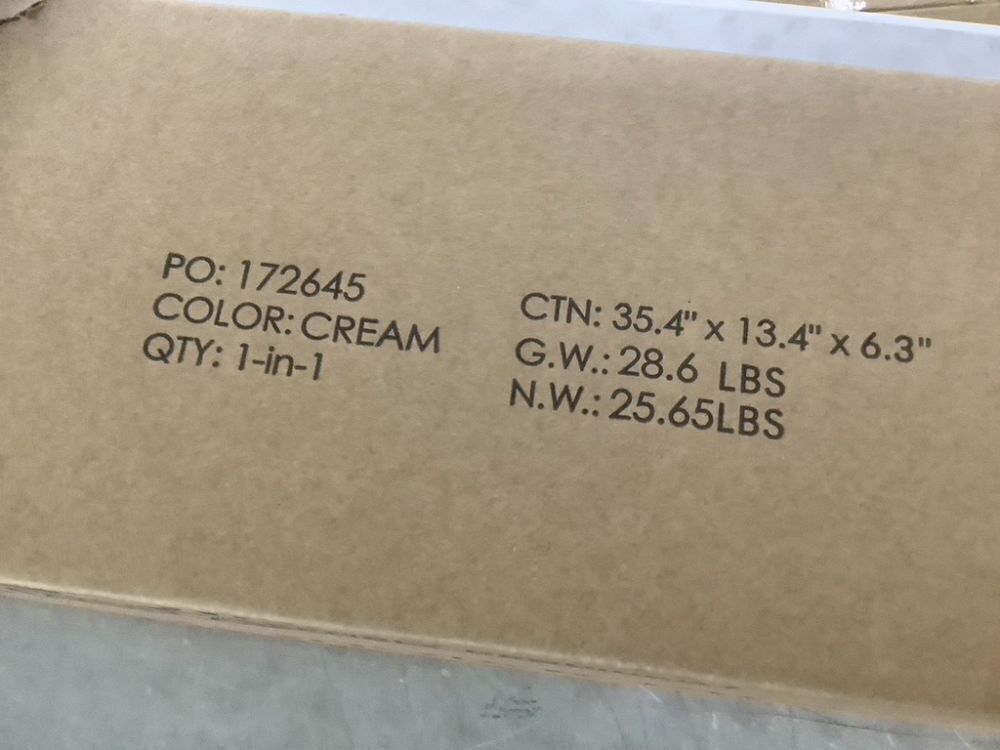 PO: 172645
COLOR: CREAM
QTY: 1-in-1
CTN: 35.4" x 13.4" x 6.3"
G.W.: 28.6 LBS
N.W.: 25.65LBS